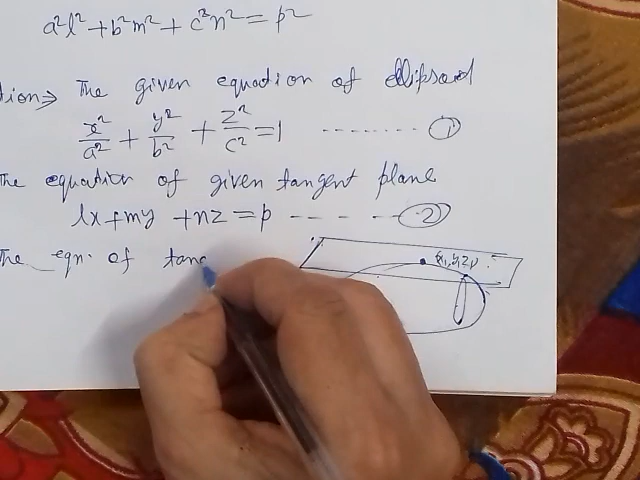 a²l² + b²m² + c²n² = p²
tion ⇒ The given equation of ellipsoid
x²/a² + y²/b² + z²/c² = 1 -------- ①
The equation of given tangent plane
lx + my + nz = p ------ ②
The eqn. of tang
(x₁, y₁, z₁)